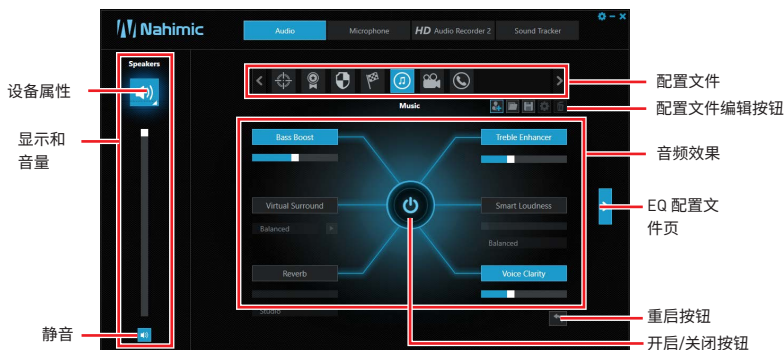 Nahimic
Audio
Microphone
HD Audio Recorder 2
Sound Tracker
Speakers
设备属性
显示和
音量
静音
Music
Bass Boost
Treble Enhancer
Virtual Surround
Balanced
Smart Loudness
Balanced
Reverb
Studio
Voice Clarity
配置文件
配置文件编辑按钮
音频效果
EQ 配置文
件页
重启按钮
开启/关闭按钮